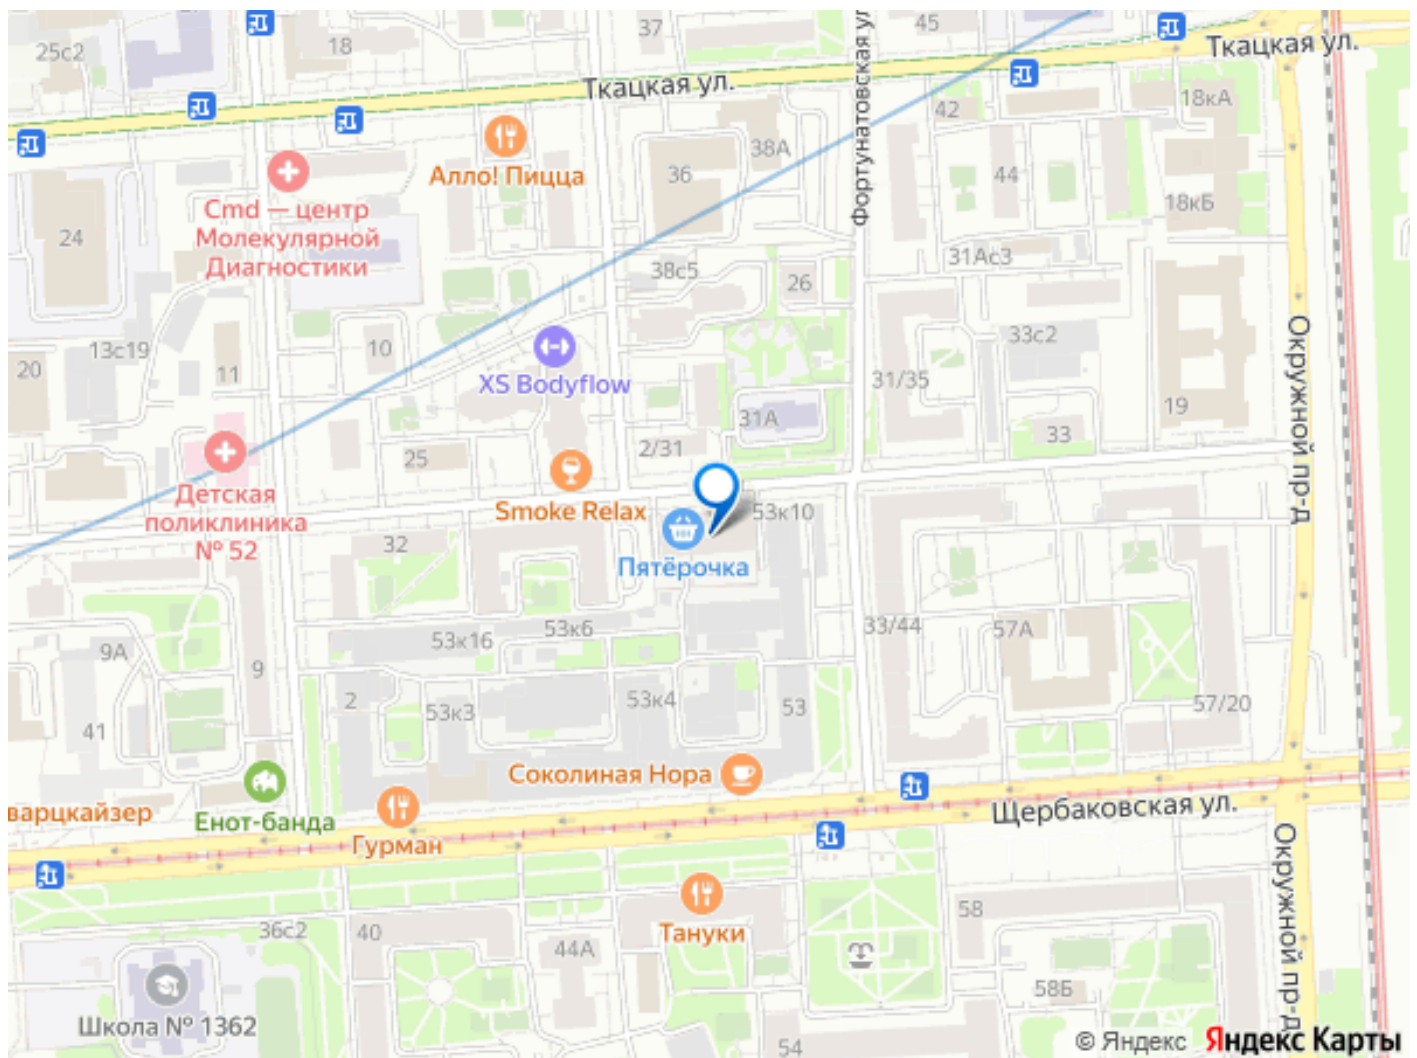 37
45
25с2
18
Ткацкая ул.
Ткацкая ул.
Фортунатовская ул
42
18кА
38А
36
44
Алло! Пицца
18кБ
Cmd — центр
Молекулярной
Диагностики
24
31Ас3
38с5
26
13с19
10
33с2
20
11
XS Bodyflow
31/35
Окружной пр-д
19
31А
33
2/31
25
Детская
поликлиника
№ 52
Smoke Relax
53к10
32
Пятёрочка
53к6
53к16
33/44
57А
9А
9
2
53к3
53к4
53
57/20
41
Соколиная Нора
варцкайзер
Енот-банда
Гурман
Щербаковская ул.
Окружной пр-д
36с2
40
44А
Тануки
58
58Б
Школа № 1362
54
© Яндекс
Яндекс Карты